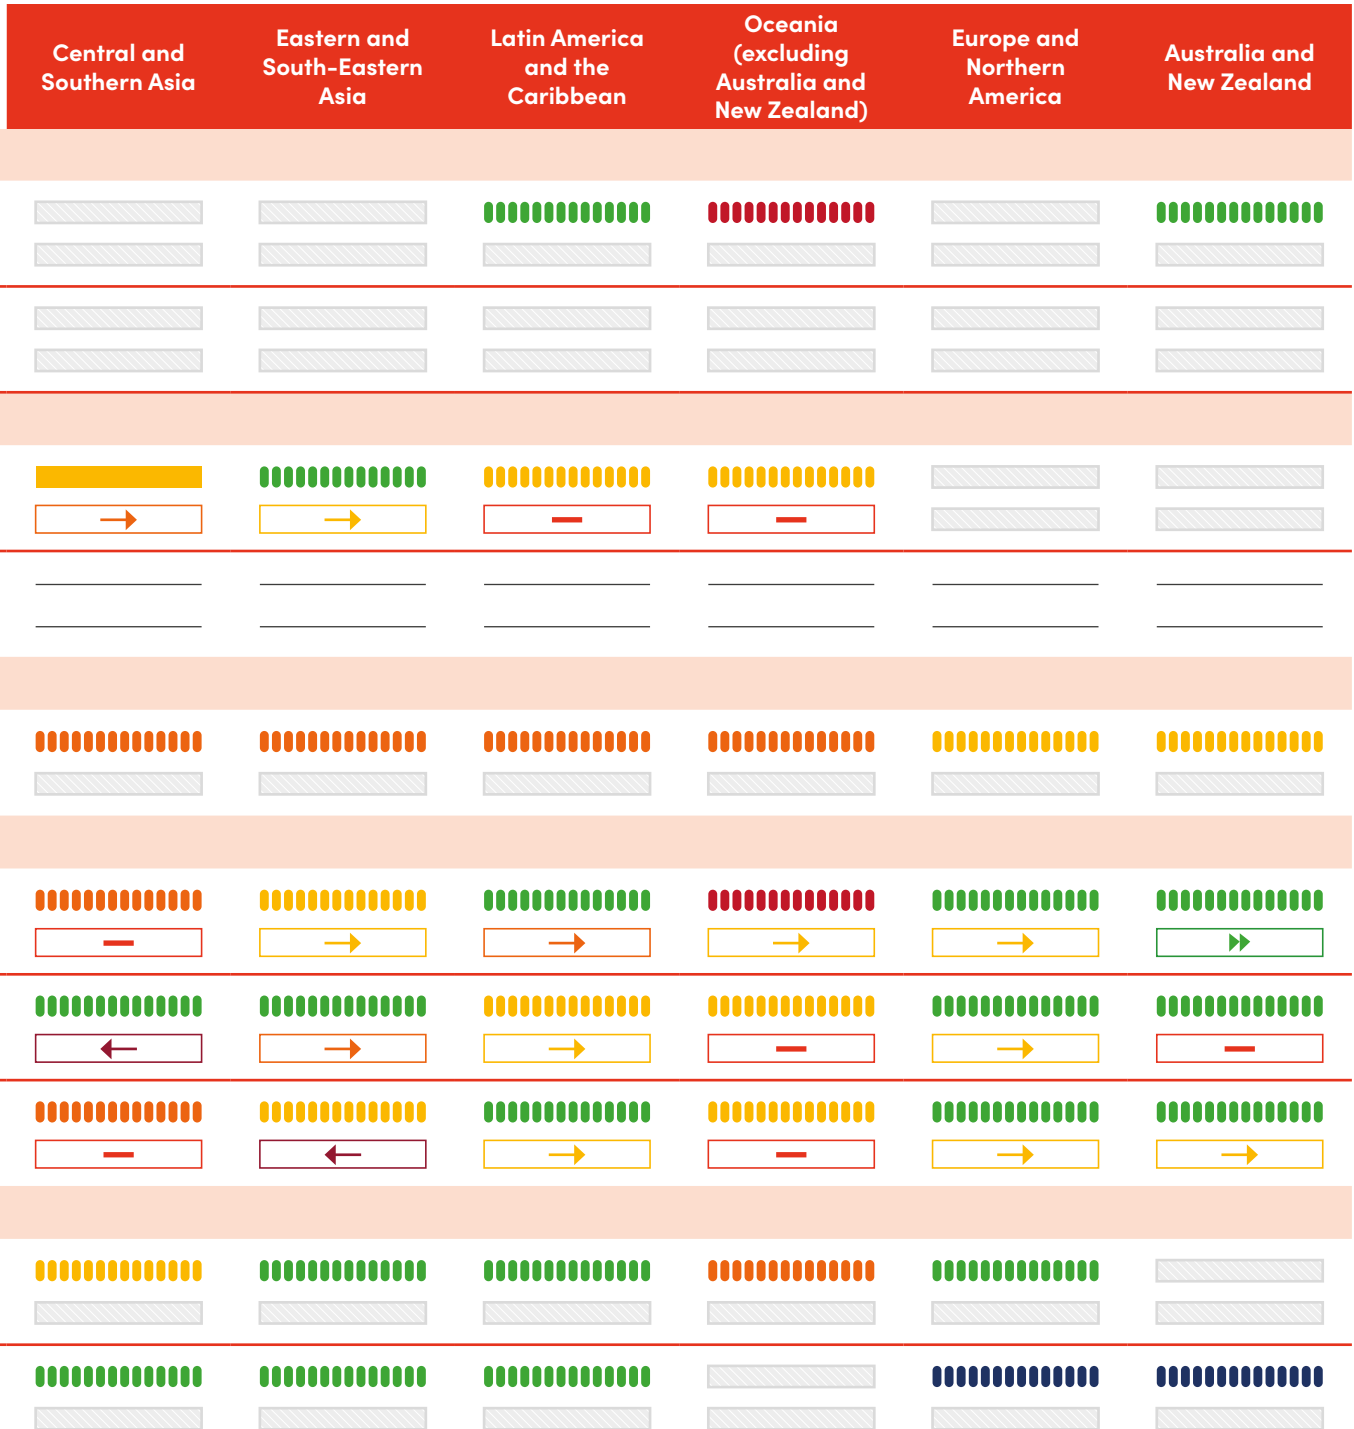 Central and
Southern Asia
Eastern and
South-Eastern
Asia
Latin America
and the
Caribbean
Oceania
(excluding
Australia and
New Zealand)
Europe and
Northern
America
Australia and
New Zealand